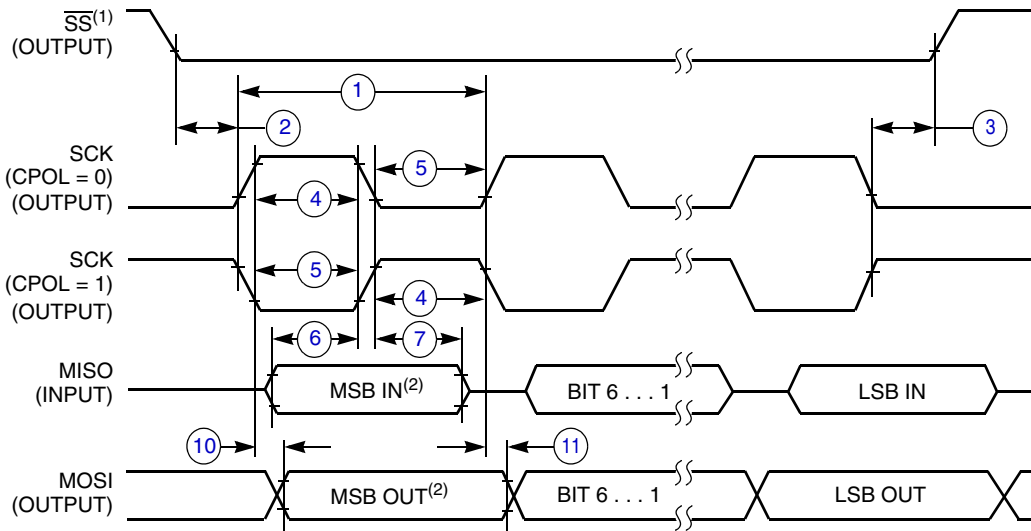 SS(1)
(OUTPUT)
1
2
3
SCK
(CPOL = 0)
(OUTPUT)
5
4
SCK
(CPOL = 1)
(OUTPUT)
5
4
6
7
MISO
(INPUT)
MSB IN(2)
BIT 6 . . . 1
LSB IN
10
11
MOSI
(OUTPUT)
MSB OUT(2)
BIT 6 . . . 1
LSB OUT